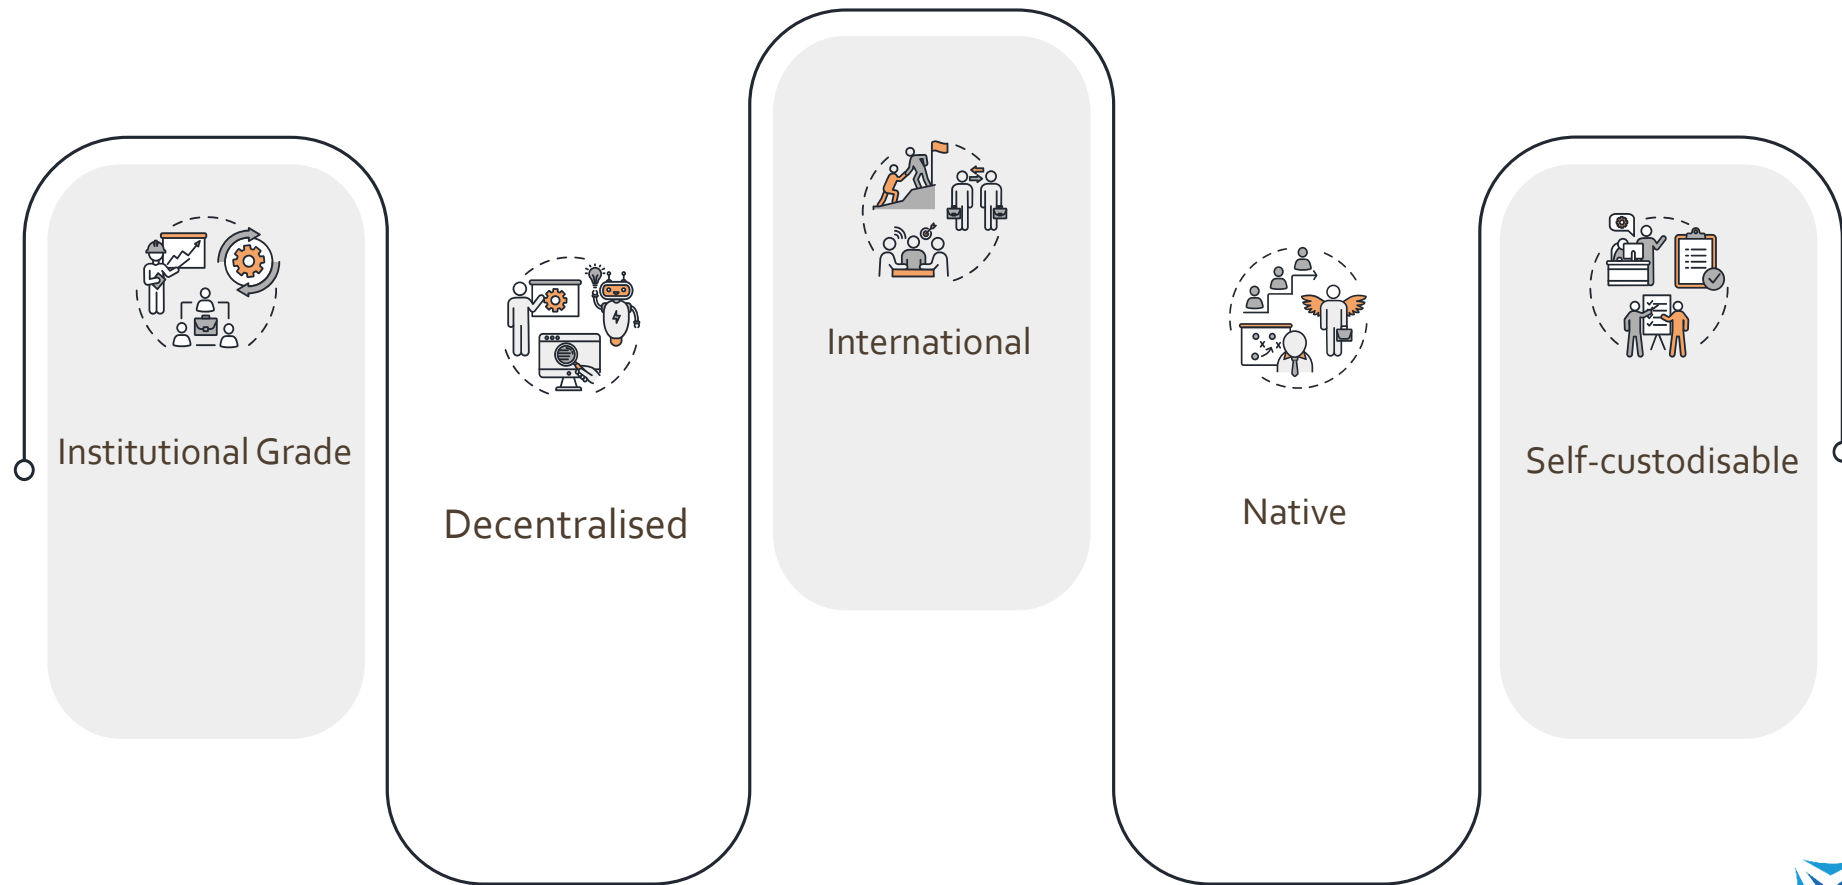 Institutional Grade
Decentralised
International
Native
Self-custodisable